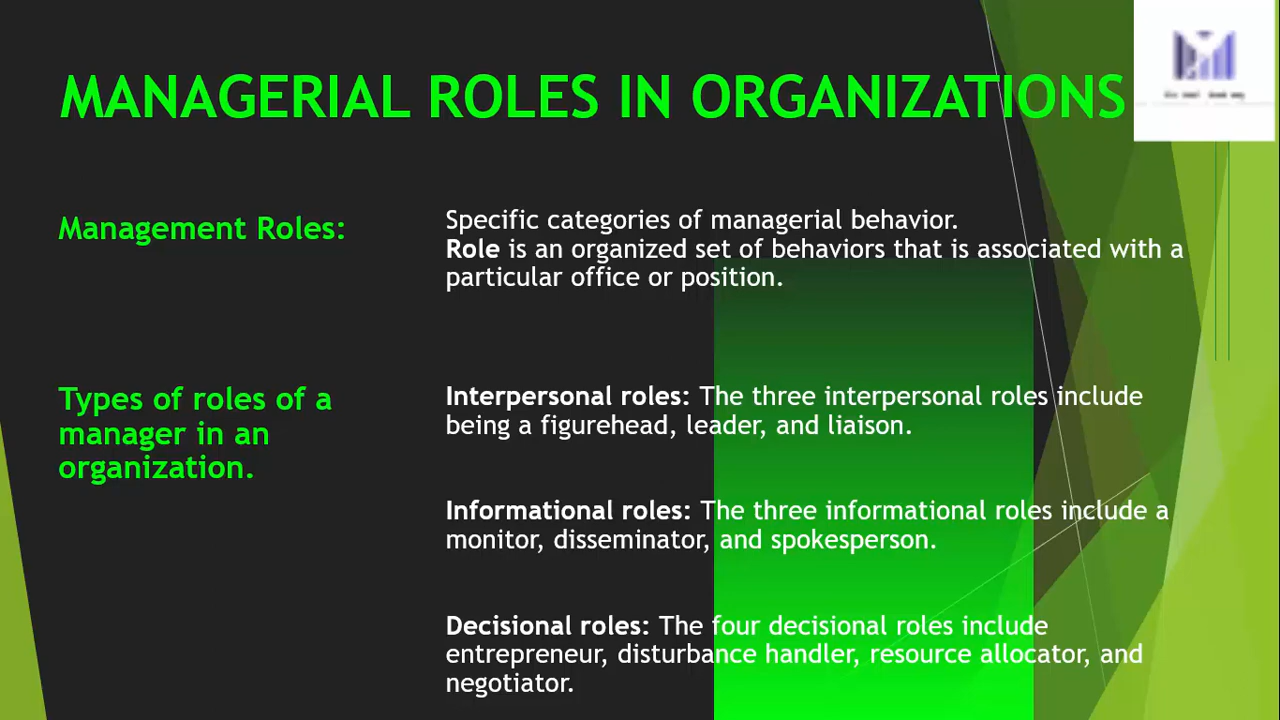 MANAGERIAL ROLES IN ORGANIZATIONS
Management Roles:
Specific categories of managerial behavior.
Role is an organized set of behaviors that is associated with a
particular office or position.
Types of roles of a
manager in an
organization.
Interpersonal roles: The three interpersonal roles include
being a figurehead, leader, and liaison.
Informational roles: The three informational roles include a
monitor, disseminator, and spokesperson.
Decisional roles: The four decisional roles include
entrepreneur, disturbance handler, resource allocator, and
negotiator.